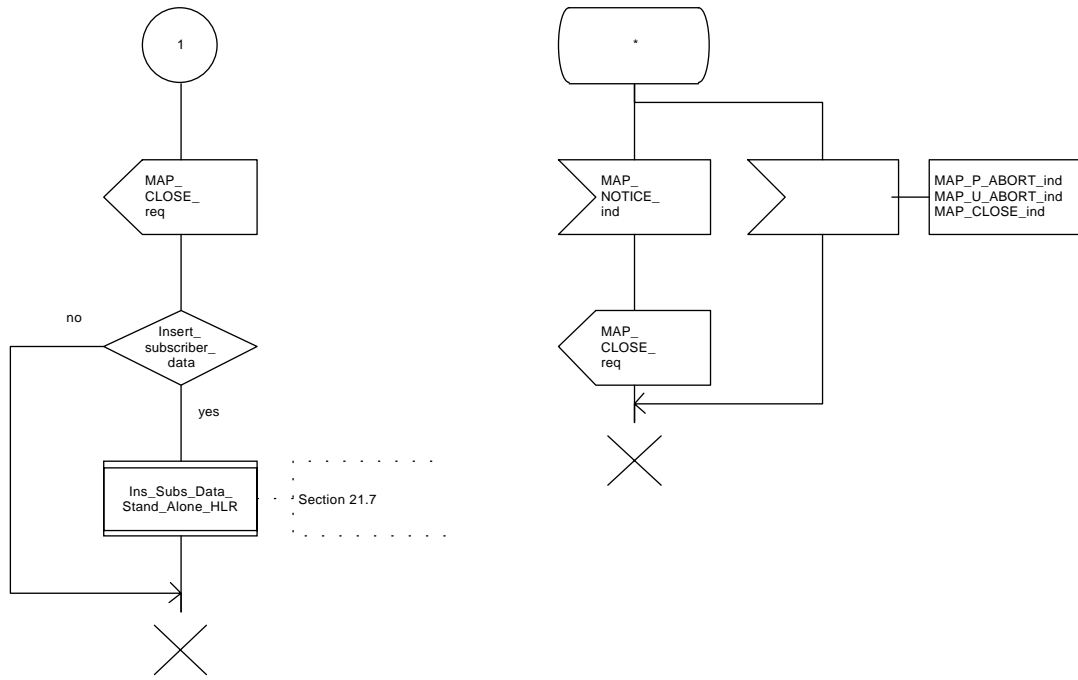 1
MAP_
CLOSE_
req
no
Insert_
subscriber_
data
yes
Ins_Subs_Data_
Stand_Alone_HLR
Section 21.7
*
MAP_
NOTICE_
ind
MAP_P_ABORT_ind
MAP_U_ABORT_ind
MAP_CLOSE_ind
MAP_
CLOSE_
req